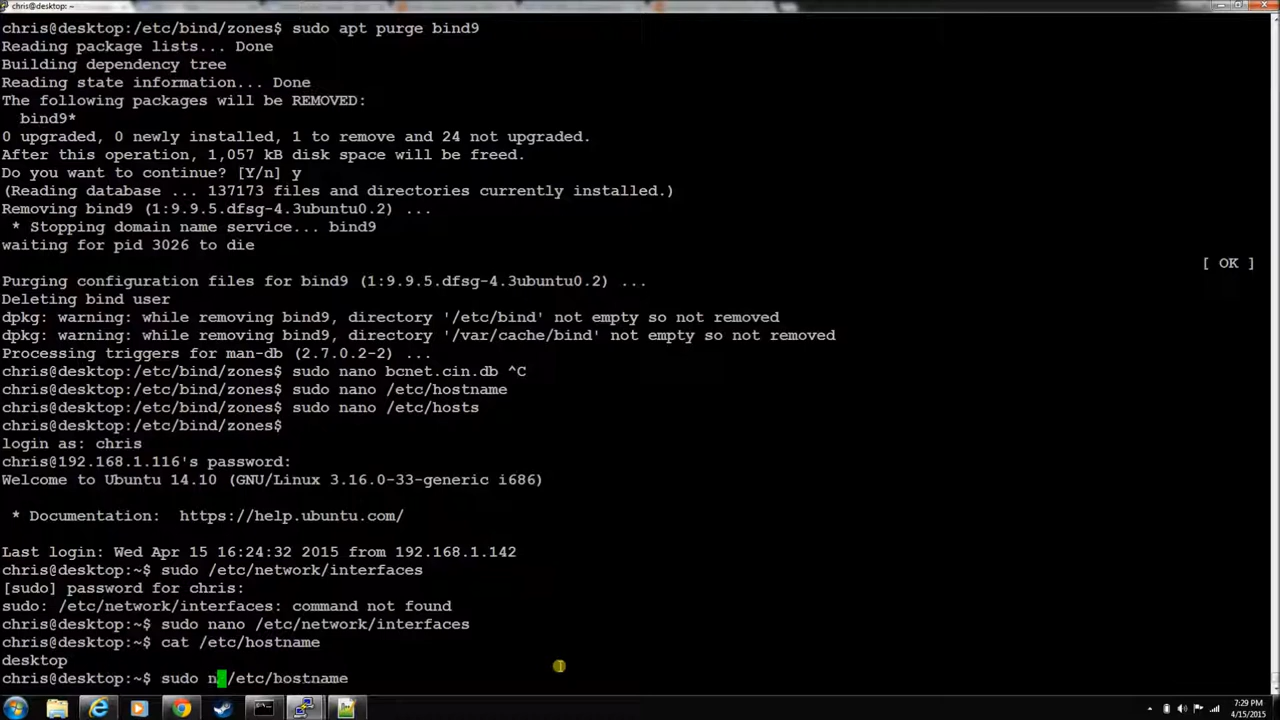 chris@desktop: ~
chris@desktop:/etc/bind/zones$ sudo apt purge bind9
Reading package lists... Done
Building dependency tree
Reading state information... Done
The following packages will be REMOVED:
  bind9*
0 upgraded, 0 newly installed, 1 to remove and 24 not upgraded.
After this operation, 1,057 kB disk space will be freed.
Do you want to continue? [Y/n] y
(Reading database ... 137173 files and directories currently installed.)
Removing bind9 (1:9.9.5.dfsg-4.3ubuntu0.2) ...
 * Stopping domain name service... bind9
waiting for pid 3026 to die
[ OK ]
Purging configuration files for bind9 (1:9.9.5.dfsg-4.3ubuntu0.2) ...
Deleting bind user
dpkg: warning: while removing bind9, directory '/etc/bind' not empty so not removed
dpkg: warning: while removing bind9, directory '/var/cache/bind' not empty so not removed
Processing triggers for man-db (2.7.0.2-2) ...
chris@desktop:/etc/bind/zones$ sudo nano bcnet.cin.db ^C
chris@desktop:/etc/bind/zones$ sudo nano /etc/hostname
chris@desktop:/etc/bind/zones$ sudo nano /etc/hosts
chris@desktop:/etc/bind/zones$
login as: chris
chris@192.168.1.116's password:
Welcome to Ubuntu 14.10 (GNU/Linux 3.16.0-33-generic i686)
 * Documentation:  https://help.ubuntu.com/
Last login: Wed Apr 15 16:24:32 2015 from 192.168.1.142
chris@desktop:~$ sudo /etc/network/interfaces
[sudo] password for chris:
sudo: /etc/network/interfaces: command not found
chris@desktop:~$ sudo nano /etc/network/interfaces
chris@desktop:~$ cat /etc/hostname
desktop
chris@desktop:~$ sudo n /etc/hostname
7:29 PM
4/15/2015